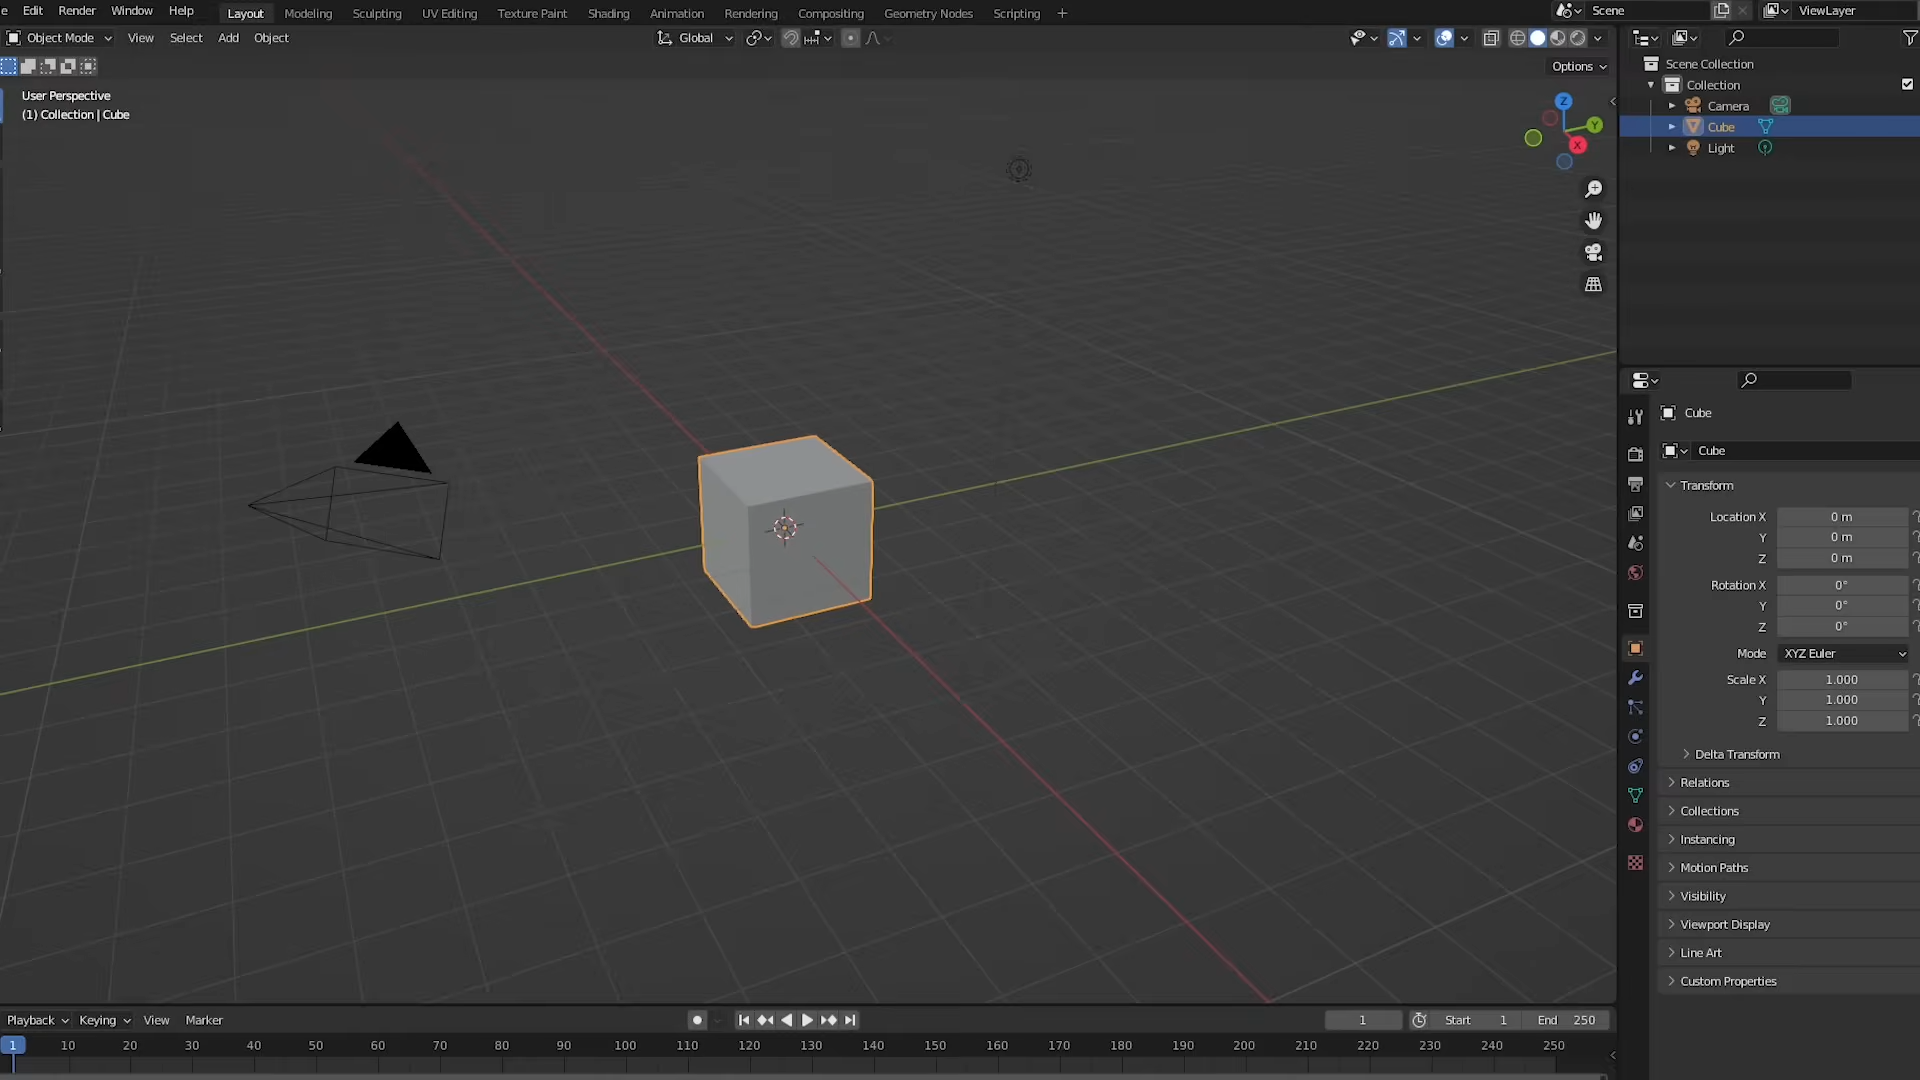 Edit Render Window Help Layout Modeling Sculpting UV Editing Texture Paint Shading Animation Rendering Compositing Geometry Nodes Scripting + Scene ViewLayer
Object Mode View Select Add Object Global
Options
User Perspective
(1) Collection | Cube
Z
Y
X
Scene Collection
Collection
Camera
Cube
Light
Cube
Cube
Transform
Location X 0 m
Y 0 m
Z 0 m
Rotation X 0°
Y 0°
Z 0°
Mode XYZ Euler
Scale X 1.000
Y 1.000
Z 1.000
Delta Transform
Relations
Collections
Instancing
Motion Paths
Visibility
Viewport Display
Line Art
Custom Properties
Playback Keying View Marker 1 Start 1 End 250
1 10 20 30 40 50 60 70 80 90 100 110 120 130 140 150 160 170 180 190 200 210 220 230 240 250